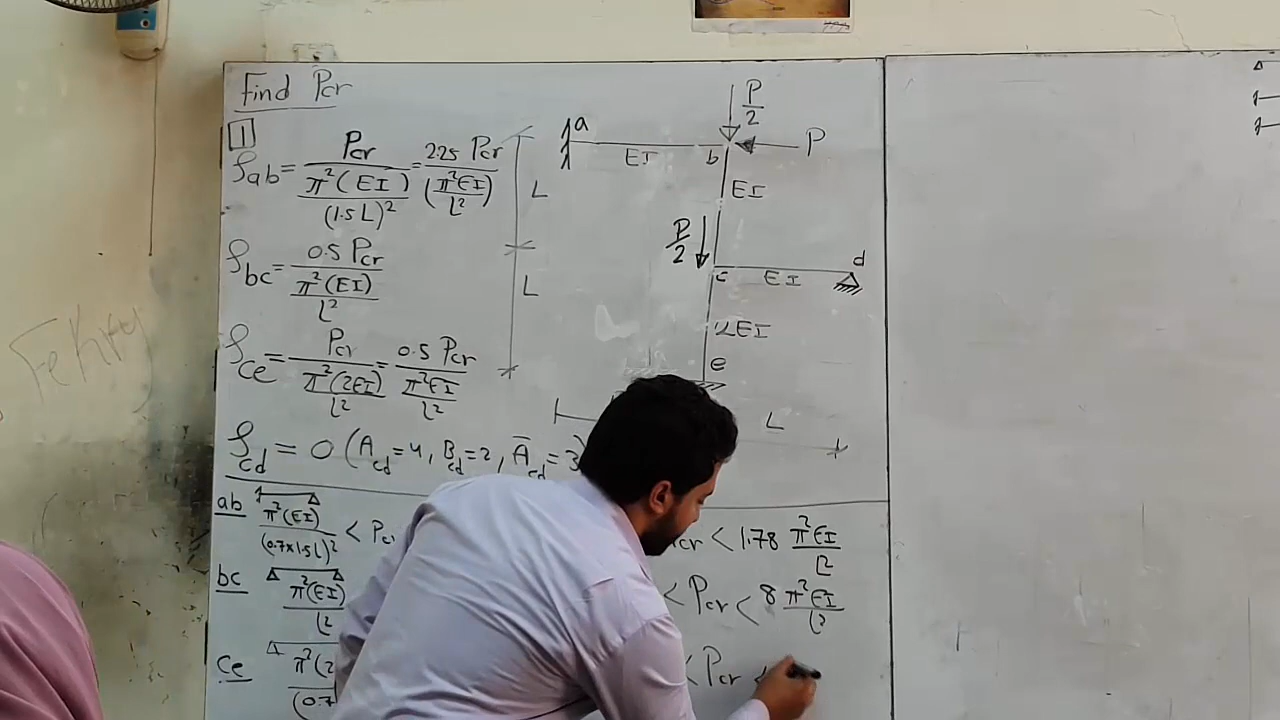 Find Pcr
1
ρab = Pcr / (π²(EI) / (1.5L)²) = 2.25 Pcr / (π²EI / L²)
ρbc = 0.5 Pcr / (π²(EI) / L²)
ρce = Pcr / (π²(2EI) / L²) = 0.5 Pcr / (π²EI / L²)
ρcd = 0 (Acd = 4, Bcd = 2, Ācd = 3)
P/2
a
P
EI
b
EI
L
P/2
d
c
EI
L
2EI
e
L
ab π²(EI) / (0.7×1.5L)² < Pcr
cr < 1.78 π²EI / L²
bc π²(EI) / L²
< Pcr < 8 π²EI / L²
ce π²(2
(0.7
< Pcr <
Fekry